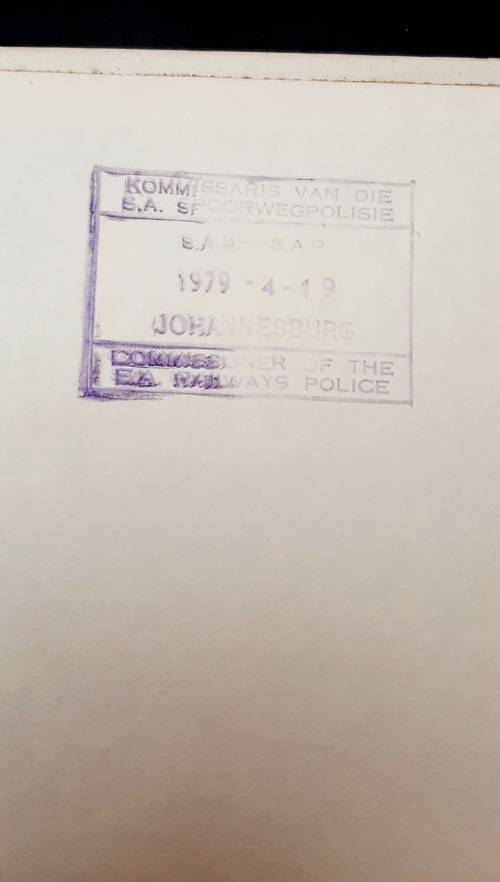 KOMMISSARIS VAN DIE
S.A. SPOORWEGPOLISIE
S.A.S.—S.A.R.
1979 -4- 19
JOHANNESBURG
COMMISSIONER OF THE
S.A. RAILWAYS POLICE